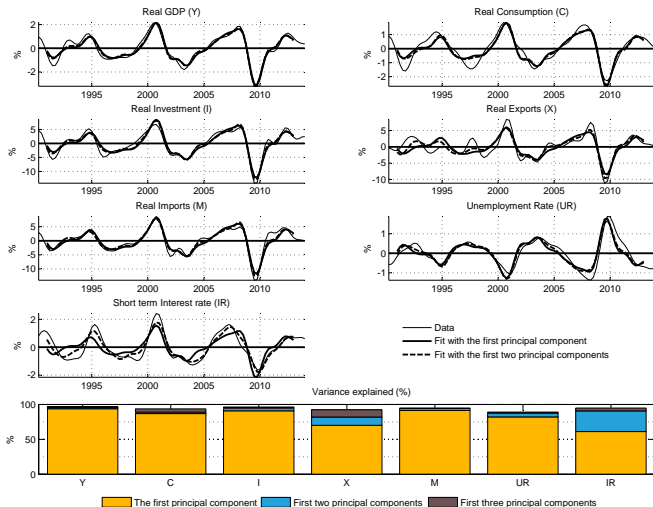 Real GDP (Y)
2
0
-2
%
1995 2000 2005 2010
Real Consumption (C)
1
0
-1
-2
%
1995 2000 2005 2010
Real Investment (I)
5
0
-5
-10
%
1995 2000 2005 2010
Real Exports (X)
5
0
-5
-10
%
1995 2000 2005 2010
Real Imports (M)
5
0
-5
-10
%
1995 2000 2005 2010
Unemployment Rate (UR)
1
0
-1
%
1995 2000 2005 2010
Short term Interest rate (IR)
2
0
-2
%
1995 2000 2005 2010
Data
Fit with the first principal component
Fit with the first two principal components
Variance explained (%)
100
50
0
%
Y C I X M UR IR
The first principal component First two principal components First three principal components